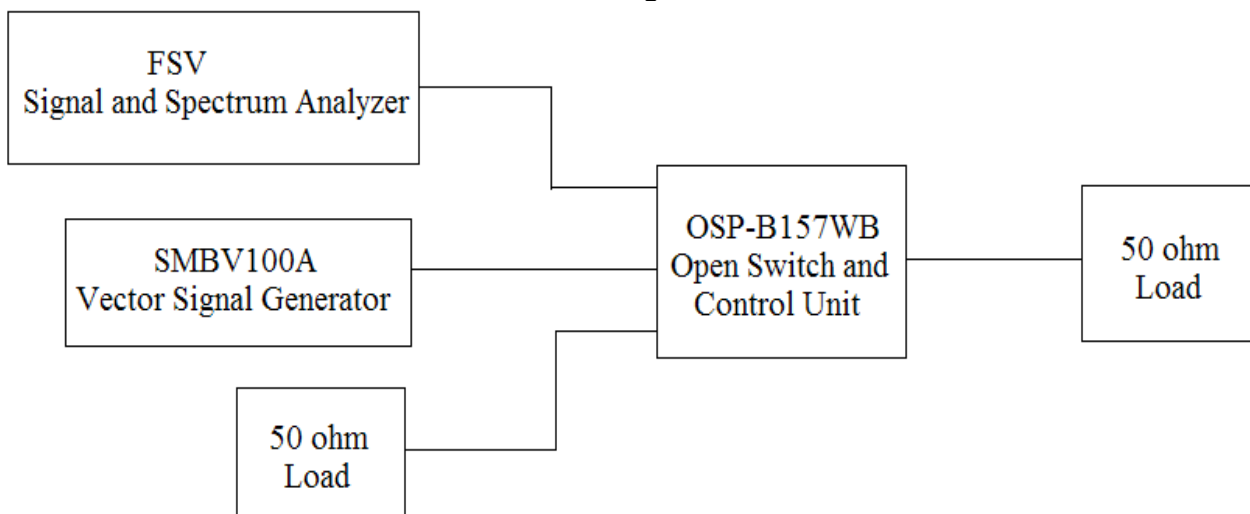 FSV
Signal and Spectrum Analyzer
SMBV100A
Vector Signal Generator
50 ohm
Load
OSP-B157WB
Open Switch and
Control Unit
50 ohm
Load